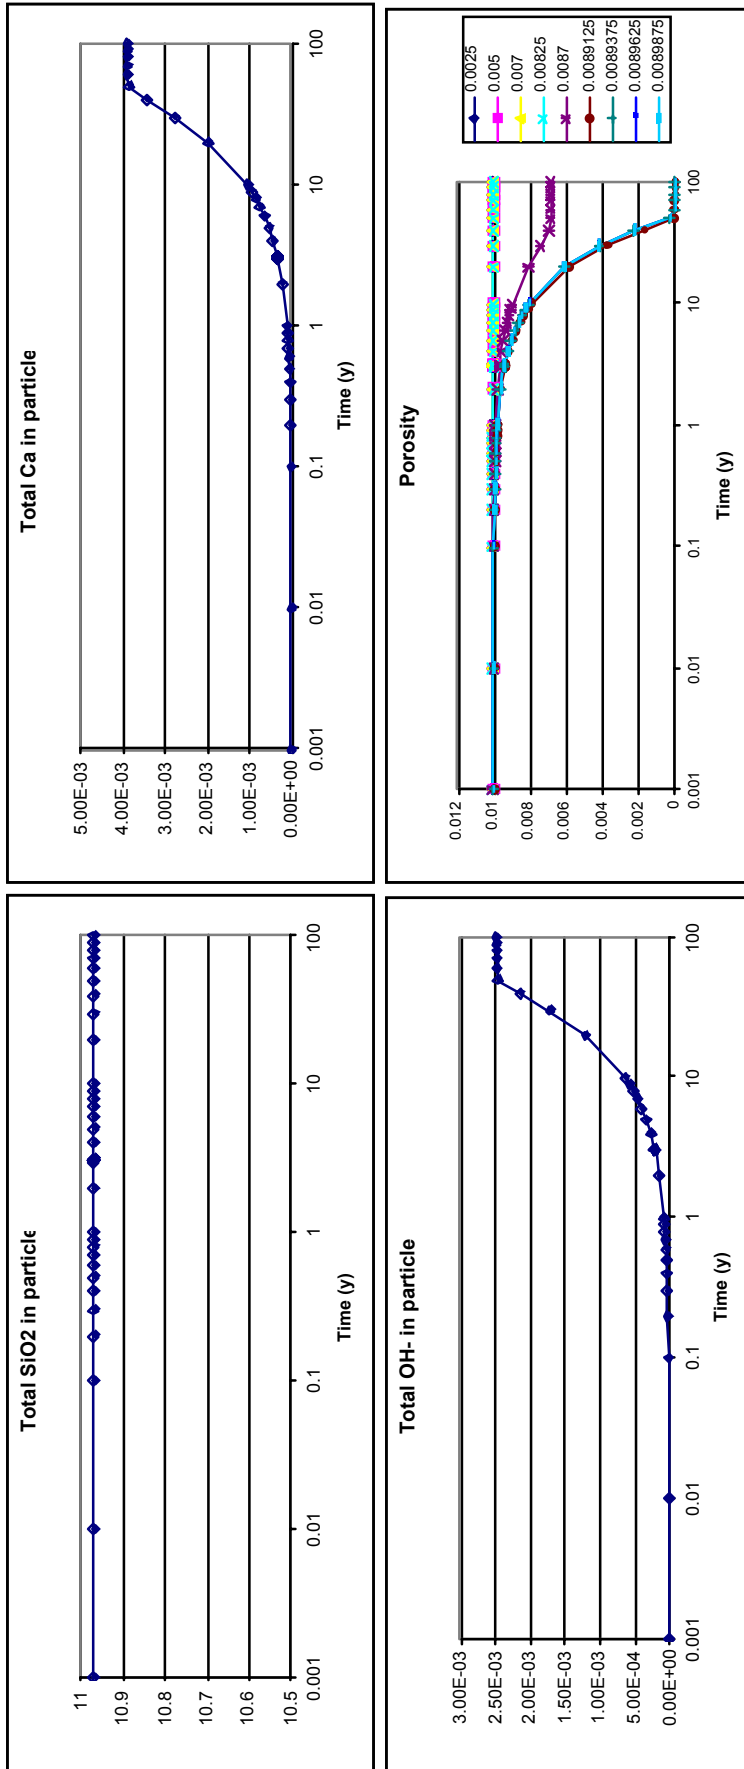 Total SiO2 in particle
11
10.9
10.8
10.7
10.6
10.5
0.001 0.01 0.1 1 10 100
Time (y)
Total Ca in particle
5.00E-03
4.00E-03
3.00E-03
2.00E-03
1.00E-03
0.00E+00
0.001 0.01 0.1 1 10 100
Time (y)
Total OH- in particle
3.00E-03
2.50E-03
2.00E-03
1.50E-03
1.00E-03
5.00E-04
0.00E+00
0.001 0.01 0.1 1 10 100
Time (y)
Porosity
0.012
0.01
0.008
0.006
0.004
0.002
0
0.001 0.01 0.1 1 10 100
Time (y)
0.0025
0.005
0.007
0.00825
0.0087
0.0089125
0.0089375
0.0089625
0.0089875